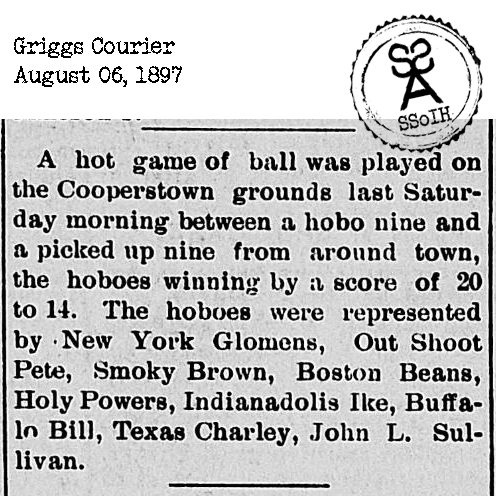 Griggs Courier
August 06, 1897
SSoIH
A hot game of ball was played on
the Cooperstown grounds last Satur-
day morning between a hobo nine and
a picked up nine from around town,
the hoboes winning by a score of 20
to 14. The hoboes were represented
by New York Glomens, Out Shoot
Pete, Smoky Brown, Boston Beans,
Holy Powers, Indianadolis Ike, Buffa-
lo Bill, Texas Charley, John L. Sul-
livan.